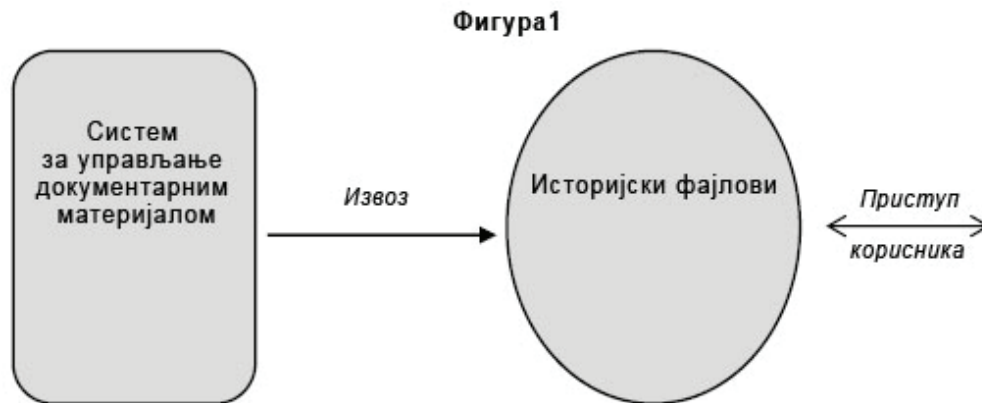 Фигура1
Систем
за управљање
документарним
материјалом
Извоз
Историјски фајлови
Приступ
корисника